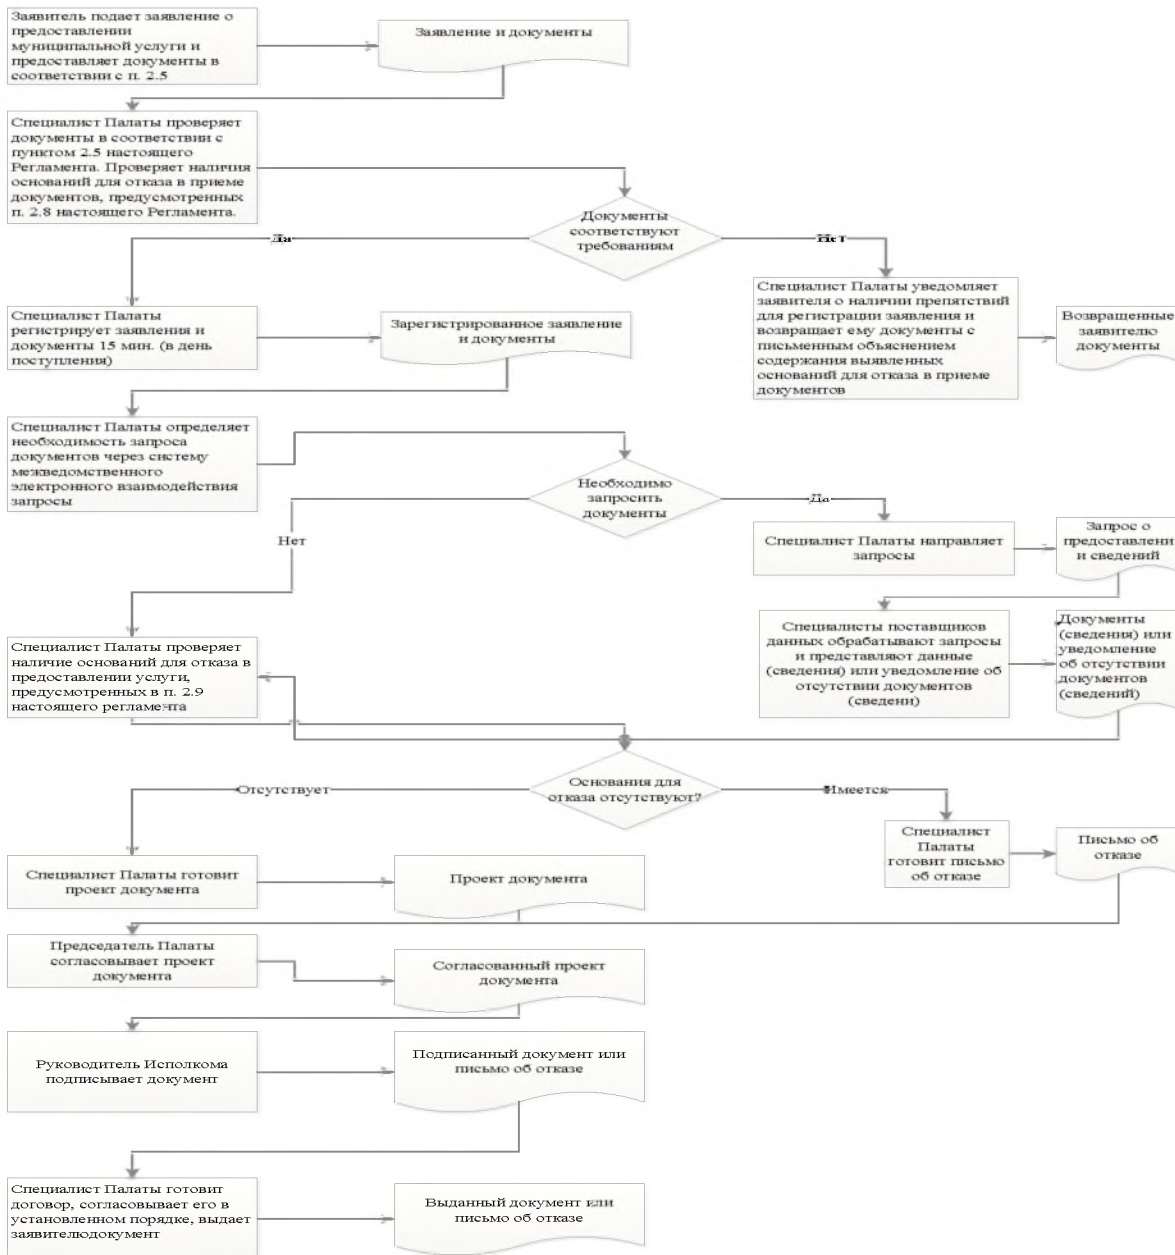 Заявитель подает заявление о
предоставлении
муниципальной услуги и
предоставляет документы в
соответствии с п. 2.5
Заявление и документы
Специалист Палаты проверяет
документы в соответствии с
пунктом 2.5 настоящего
Регламента. Проверяет наличия
оснований для отказа в приеме
документов, предусмотренных
п. 2.8 настоящего Регламента.
Документы
соответствуют
требованиям
Да
Нет
Специалист Палаты
регистрирует заявления и
документы 15 мин. (в день
поступления)
Зарегистрированное заявление
и документы
Специалист Палаты уведомляет
заявителя о наличии препятствий
для регистрации заявления и
возвращает ему документы с
письменным объяснением
содержания выявленных
оснований для отказа в приеме
документов
Возвращенные
заявителю
документы
Специалист Палаты определяет
необходимость запроса
документов через систему
межведомственного
электронного взаимодействия
запросы
Необходимо
запросить
документы
Да
Нет
Специалист Палаты направляет
запросы
Запрос о
предоставлени
и сведений
Специалист Палаты проверяет
наличие оснований для отказа в
предоставлении услуги,
предусмотренных в п. 2.9
настоящего регламента
Специалисты поставщиков
данных обрабатывают запросы
и представляют данные
(сведения) или уведомление об
отсутствии документов
(сведени)
Документы
(сведения) или
уведомление
об отсутствии
документов
(сведений)
Основания для
отказа отсутствуют?
Отсутствует
Имеется
Специалист
Палаты
готовит письмо
об отказе
Письмо об
отказе
Специалист Палаты готовит
проект документа
Проект документа
Председатель Палаты
согласовывает проект
документа
Согласованный проект
документа
Руководитель Исполкома
подписывает документ
Подписанный документ или
письмо об отказе
Специалист Палаты готовит
договор, согласовывает его в
установленном порядке, выдает
заявителюдокумент
Выданный документ или
письмо об отказе